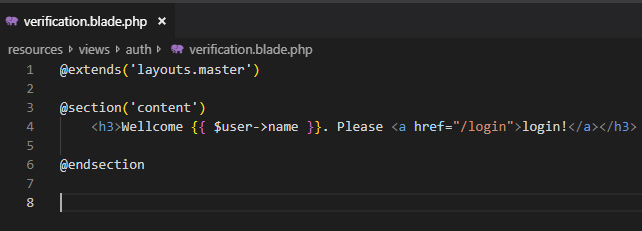 verification.blade.php ×
resources > views > auth > verification.blade.php
1 @extends('layouts.master')
2
3 @section('content')
4 <h3>Wellcome {{ $user->name }}. Please <a href="/login">login!</a></h3>
5
6 @endsection
7
8